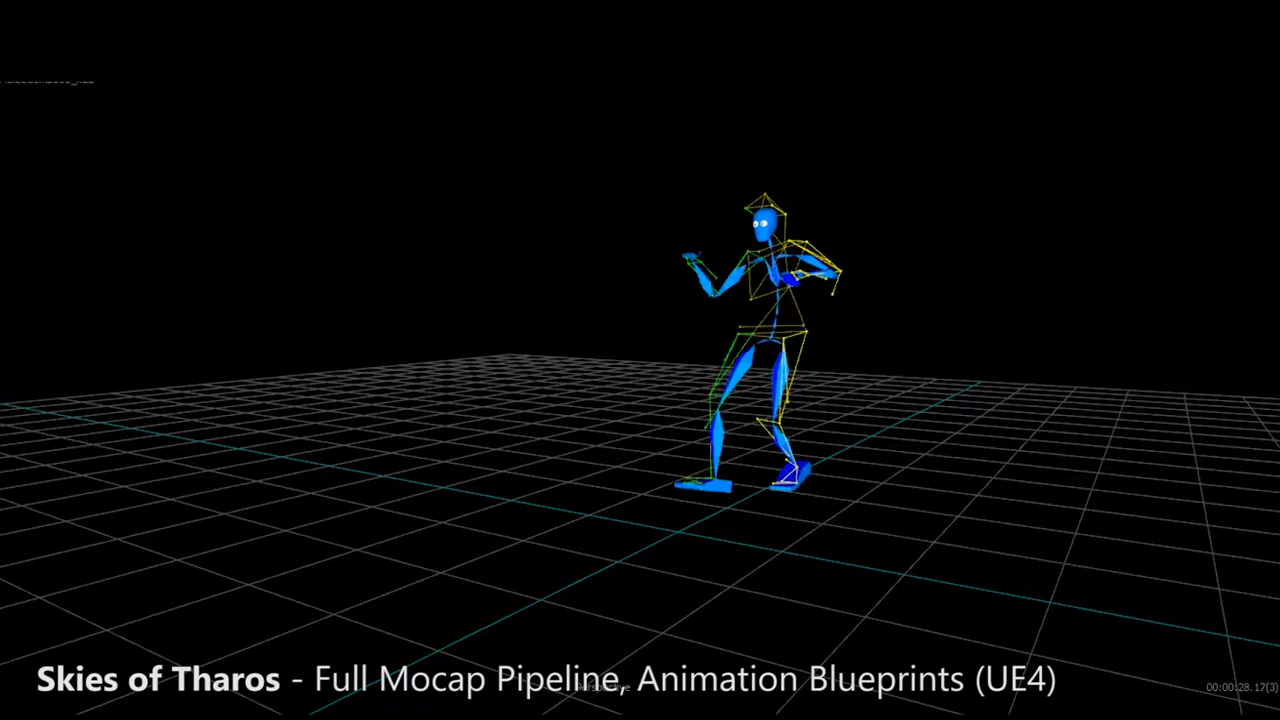 Skies of Tharos - Full Mocap Pipeline, Animation Blueprints (UE4)
00:00:28.17(3)